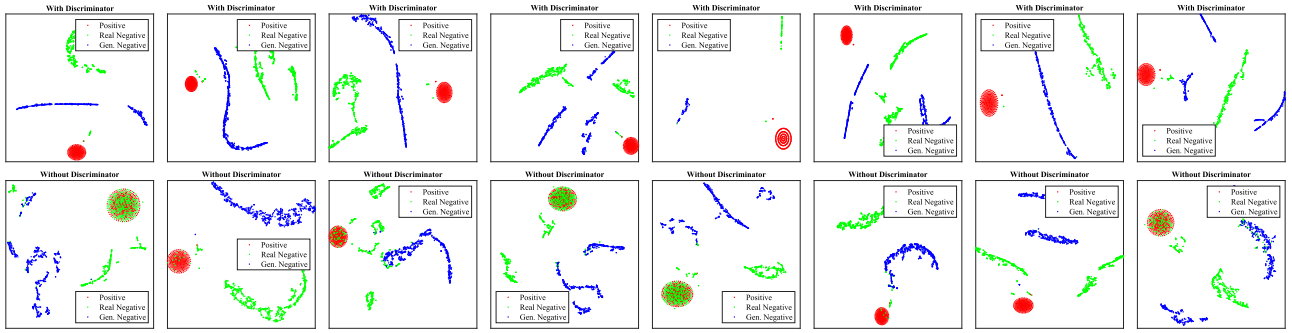 With Discriminator
Positive
Real Negative
Gen. Negative
With Discriminator
Positive
Real Negative
Gen. Negative
With Discriminator
Positive
Real Negative
Gen. Negative
With Discriminator
Positive
Real Negative
Gen. Negative
With Discriminator
Positive
Real Negative
Gen. Negative
With Discriminator
Positive
Real Negative
Gen. Negative
With Discriminator
Positive
Real Negative
Gen. Negative
With Discriminator
Positive
Real Negative
Gen. Negative
Without Discriminator
Positive
Real Negative
Gen. Negative
Without Discriminator
Positive
Real Negative
Gen. Negative
Without Discriminator
Positive
Real Negative
Gen. Negative
Without Discriminator
Positive
Real Negative
Gen. Negative
Without Discriminator
Positive
Real Negative
Gen. Negative
Without Discriminator
Positive
Real Negative
Gen. Negative
Without Discriminator
Positive
Real Negative
Gen. Negative
Without Discriminator
Positive
Real Negative
Gen. Negative